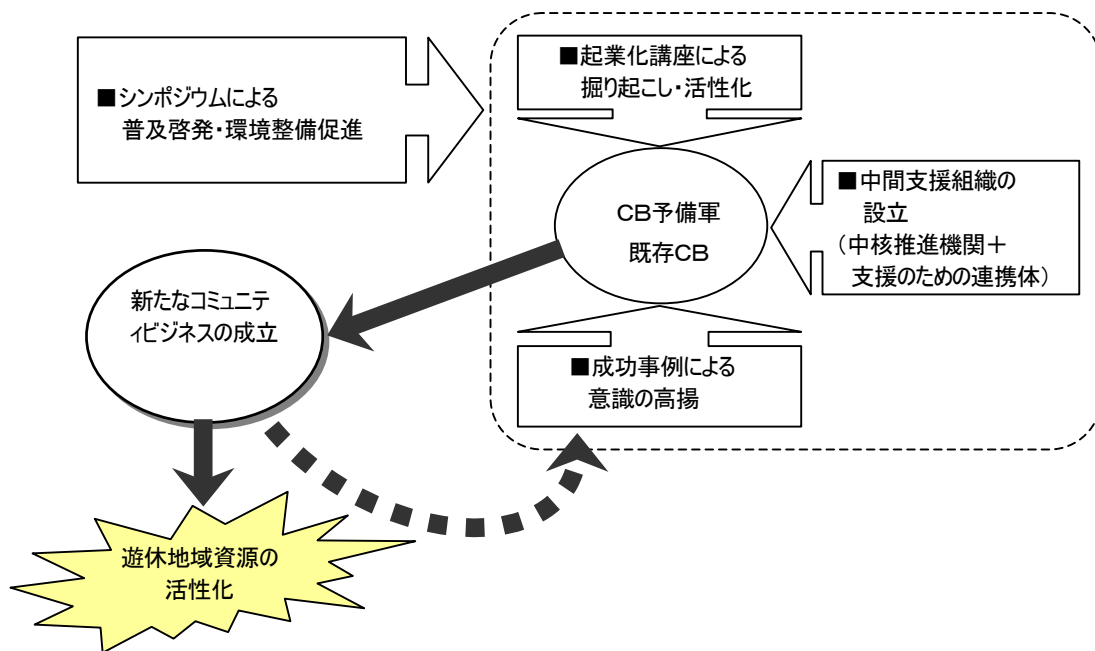 ■シンポジウムによる
普及啓発・環境整備促進
■起業化講座による
掘り起こし・活性化
CB予備軍
既存CB
■中間支援組織の
設立
（中核推進機関＋
支援のための連携体）
■成功事例による
意識の高揚
新たなコミュニテ
ィビジネスの成立
遊休地域資源の
活性化